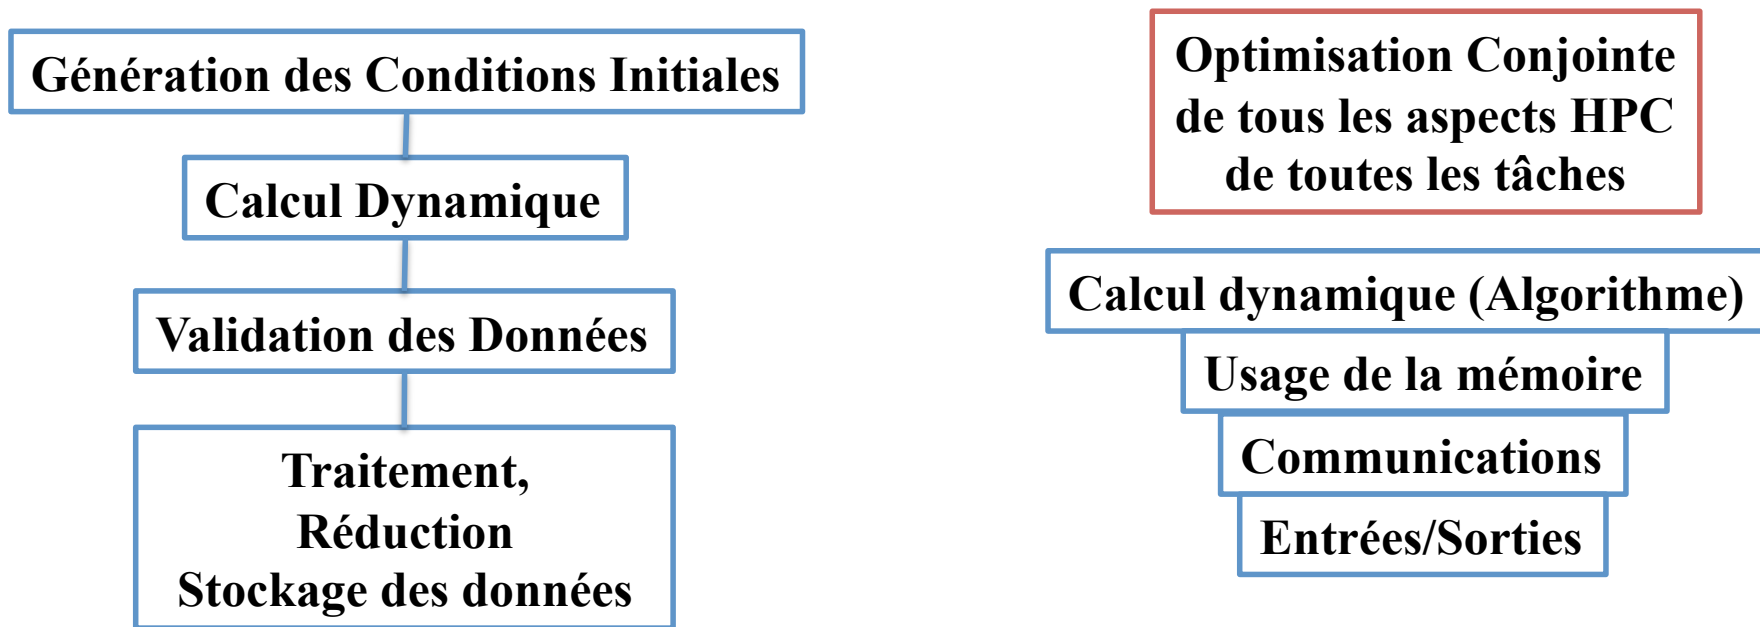 Génération des Conditions Initiales
Calcul Dynamique
Validation des Données
Traitement,
Réduction
Stockage des données
Optimisation Conjointe
de tous les aspects HPC
de toutes les tâches
Calcul dynamique (Algorithme)
Usage de la mémoire
Communications
Entrées/Sorties